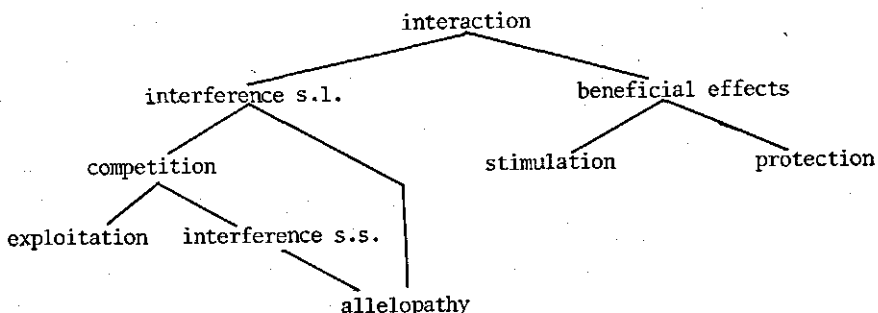 interaction
interference s.l.
beneficial effects
competition
stimulation
protection
exploitation
interference s.s.
allelopathy